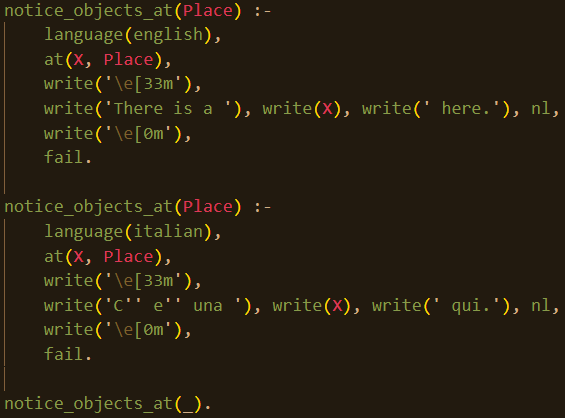 notice_objects_at(Place) :-
    language(english),
    at(X, Place),
    write('\e[33m'),
    write('There is a '), write(X), write(' here.'), nl,
    write('\e[0m'),
    fail.

notice_objects_at(Place) :-
    language(italian),
    at(X, Place),
    write('\e[33m'),
    write('C'' e'' una '), write(X), write(' qui.'), nl,
    write('\e[0m'),
    fail.

notice_objects_at(_).